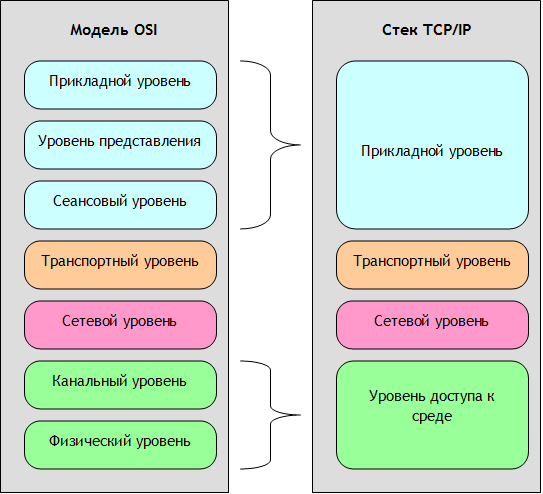 Модель OSI
Прикладной уровень
Уровень представления
Сеансовый уровень
Транспортный уровень
Сетевой уровень
Канальный уровень
Физический уровень
Стек TCP/IP
Прикладной уровень
Транспортный уровень
Сетевой уровень
Уровень доступа к
среде